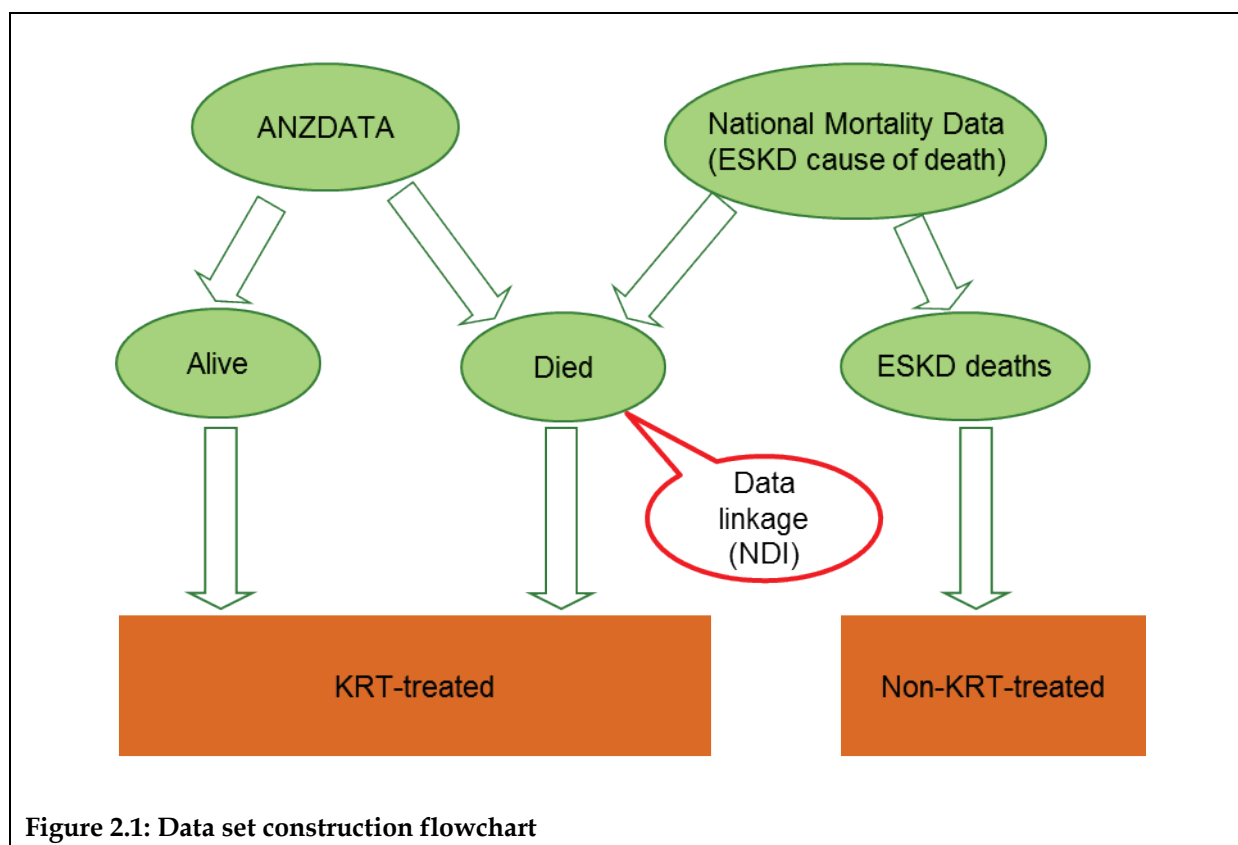 ANZDATA
National Mortality Data
(ESKD cause of death)
Alive
Died
ESKD deaths
Data
linkage
(NDI)
KRT-treated
Non-KRT-treated
Figure 2.1: Data set construction flowchart